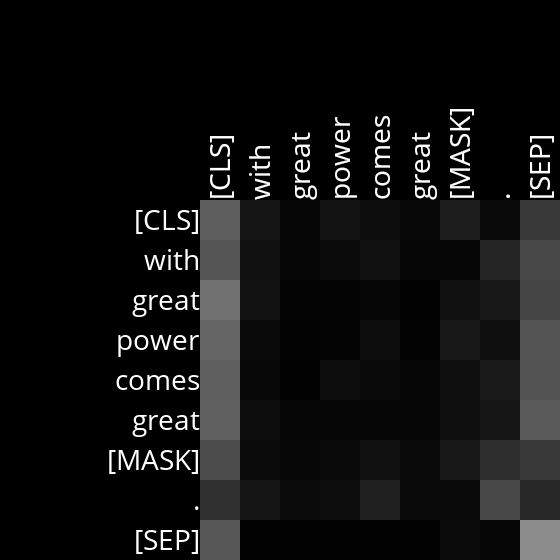 [CLS] with great power comes great [MASK] . [SEP]
[CLS]
with
great
power
comes
great
[MASK]
.
[SEP]